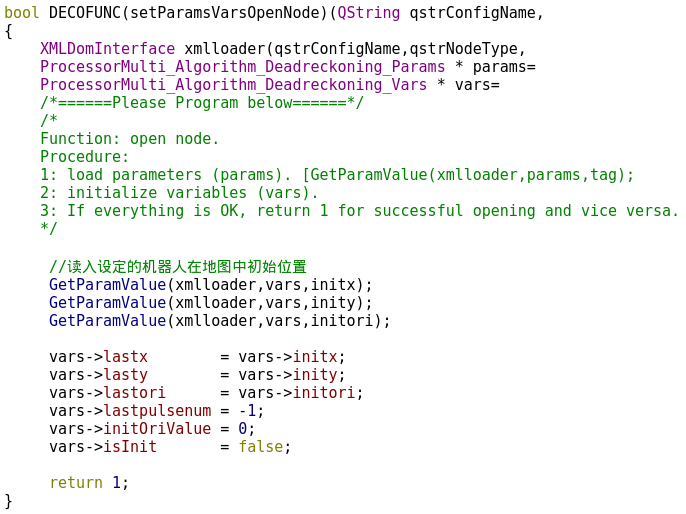 bool DECOFUNC(setParamsVarsOpenNode)(QString qstrConfigName,
{
XMLDomInterface xmlloader(qstrConfigName,qstrNodeType,
ProcessorMulti_Algorithm_Deadreckoning_Params * params=
ProcessorMulti_Algorithm_Deadreckoning_Vars * vars=
/*======Please Program below======*/
/*
Function: open node.
Procedure:
1: load parameters (params). [GetParamValue(xmlloader,params,tag);
2: initialize variables (vars).
3: If everything is OK, return 1 for successful opening and vice versa.
*/
//读入设定的机器人在地图中初始位置
GetParamValue(xmlloader,vars,initx);
GetParamValue(xmlloader,vars,inity);
GetParamValue(xmlloader,vars,initori);
vars->lastx        = vars->initx;
vars->lasty        = vars->inity;
vars->lastori      = vars->initori;
vars->lastpulsenum = -1;
vars->initOriValue = 0;
vars->isInit       = false;
return 1;
}